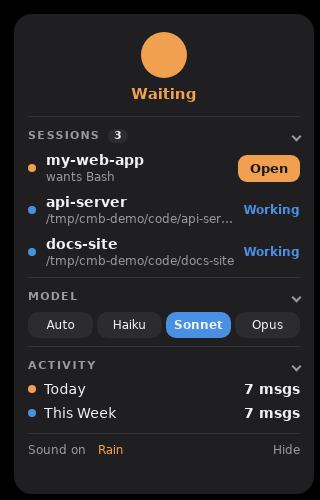 Waiting
SESSIONS 3
my-web-app
wants Bash
Open
api-server
/tmp/cmb-demo/code/api-ser...
Working
docs-site
/tmp/cmb-demo/code/docs-site
Working
MODEL
Auto Haiku Sonnet Opus
ACTIVITY
Today 7 msgs
This Week 7 msgs
Sound on Rain Hide